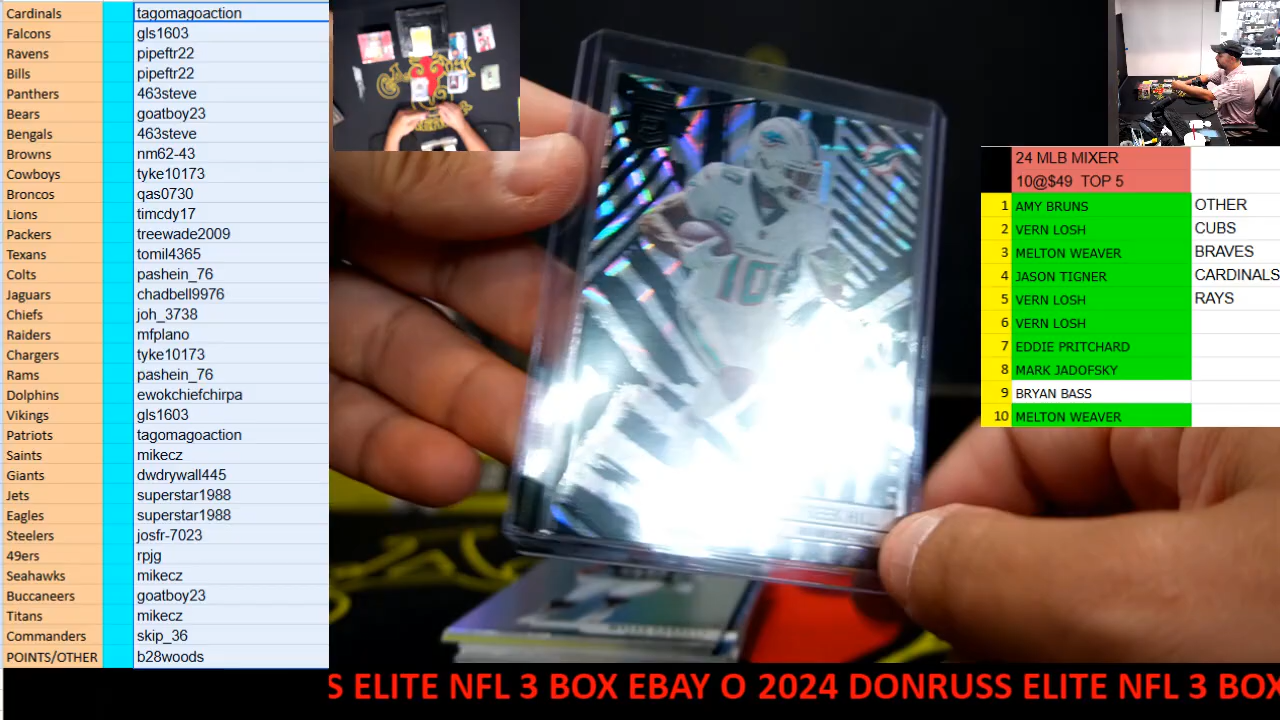 Cardinals tagomagoaction
Falcons gls1603
Ravens pipeftr22
Bills pipeftr22
Panthers 463steve
Bears goatboy23
Bengals 463steve
Browns nm62-43
Cowboys tyke10173
Broncos qas0730
Lions timcdy17
Packers treewade2009
Texans tomil4365
Colts pashein_76
Jaguars chadbell9976
Chiefs joh_3738
Raiders mfplano
Chargers tyke10173
Rams pashein_76
Dolphins ewokchiefchirpa
Vikings gls1603
Patriots tagomagoaction
Saints mikecz
Giants dwdrywall445
Jets superstar1988
Eagles superstar1988
Steelers josfr-7023
49ers rpjg
Seahawks mikecz
Buccaneers goatboy23
Titans mikecz
Commanders skip_36
POINTS/OTHER b28woods
10
24 MLB MIXER
10@$49 TOP 5
1 AMY BRUNS OTHER
2 VERN LOSH CUBS
3 MELTON WEAVER BRAVES
4 JASON TIGNER CARDINALS
5 VERN LOSH RAYS
6 VERN LOSH
7 EDDIE PRITCHARD
8 MARK JADOFSKY
9 BRYAN BASS
10 MELTON WEAVER
S ELITE NFL 3 BOX EBAY O 2024 DONRUSS ELITE NFL 3 BOX